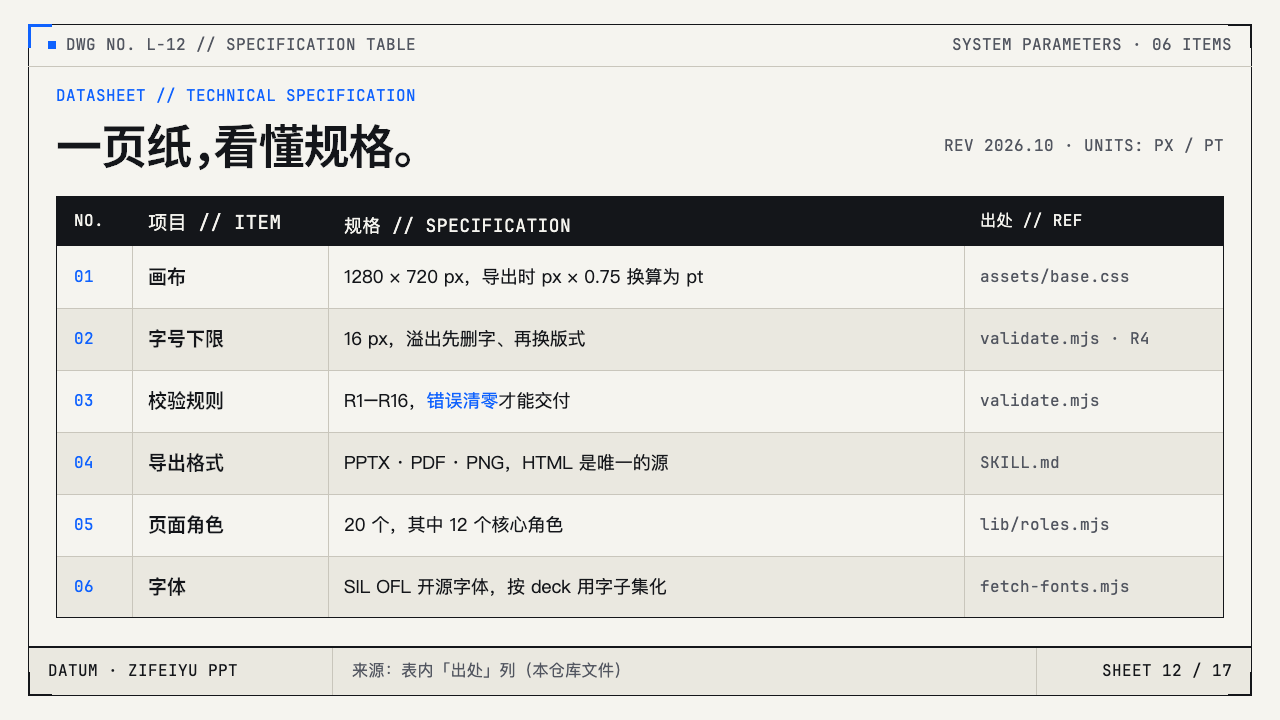 DWG NO. L-12 // SPECIFICATION TABLE
SYSTEM PARAMETERS · 06 ITEMS
DATASHEET // TECHNICAL SPECIFICATION
一页纸,看懂规格。
REV 2026.10 · UNITS: PX / PT
NO. 项目 // ITEM 规格 // SPECIFICATION 出处 // REF
01 画布 1280 × 720 px，导出时 px × 0.75 换算为 pt assets/base.css
02 字号下限 16 px，溢出先删字、再换版式 validate.mjs · R4
03 校验规则 R1—R16，错误清零才能交付 validate.mjs
04 导出格式 PPTX · PDF · PNG，HTML 是唯一的源 SKILL.md
05 页面角色 20 个，其中 12 个核心角色 lib/roles.mjs
06 字体 SIL OFL 开源字体，按 deck 用字子集化 fetch-fonts.mjs
DATUM · ZIFEIYU PPT
来源：表内「出处」列（本仓库文件）
SHEET 12 / 17